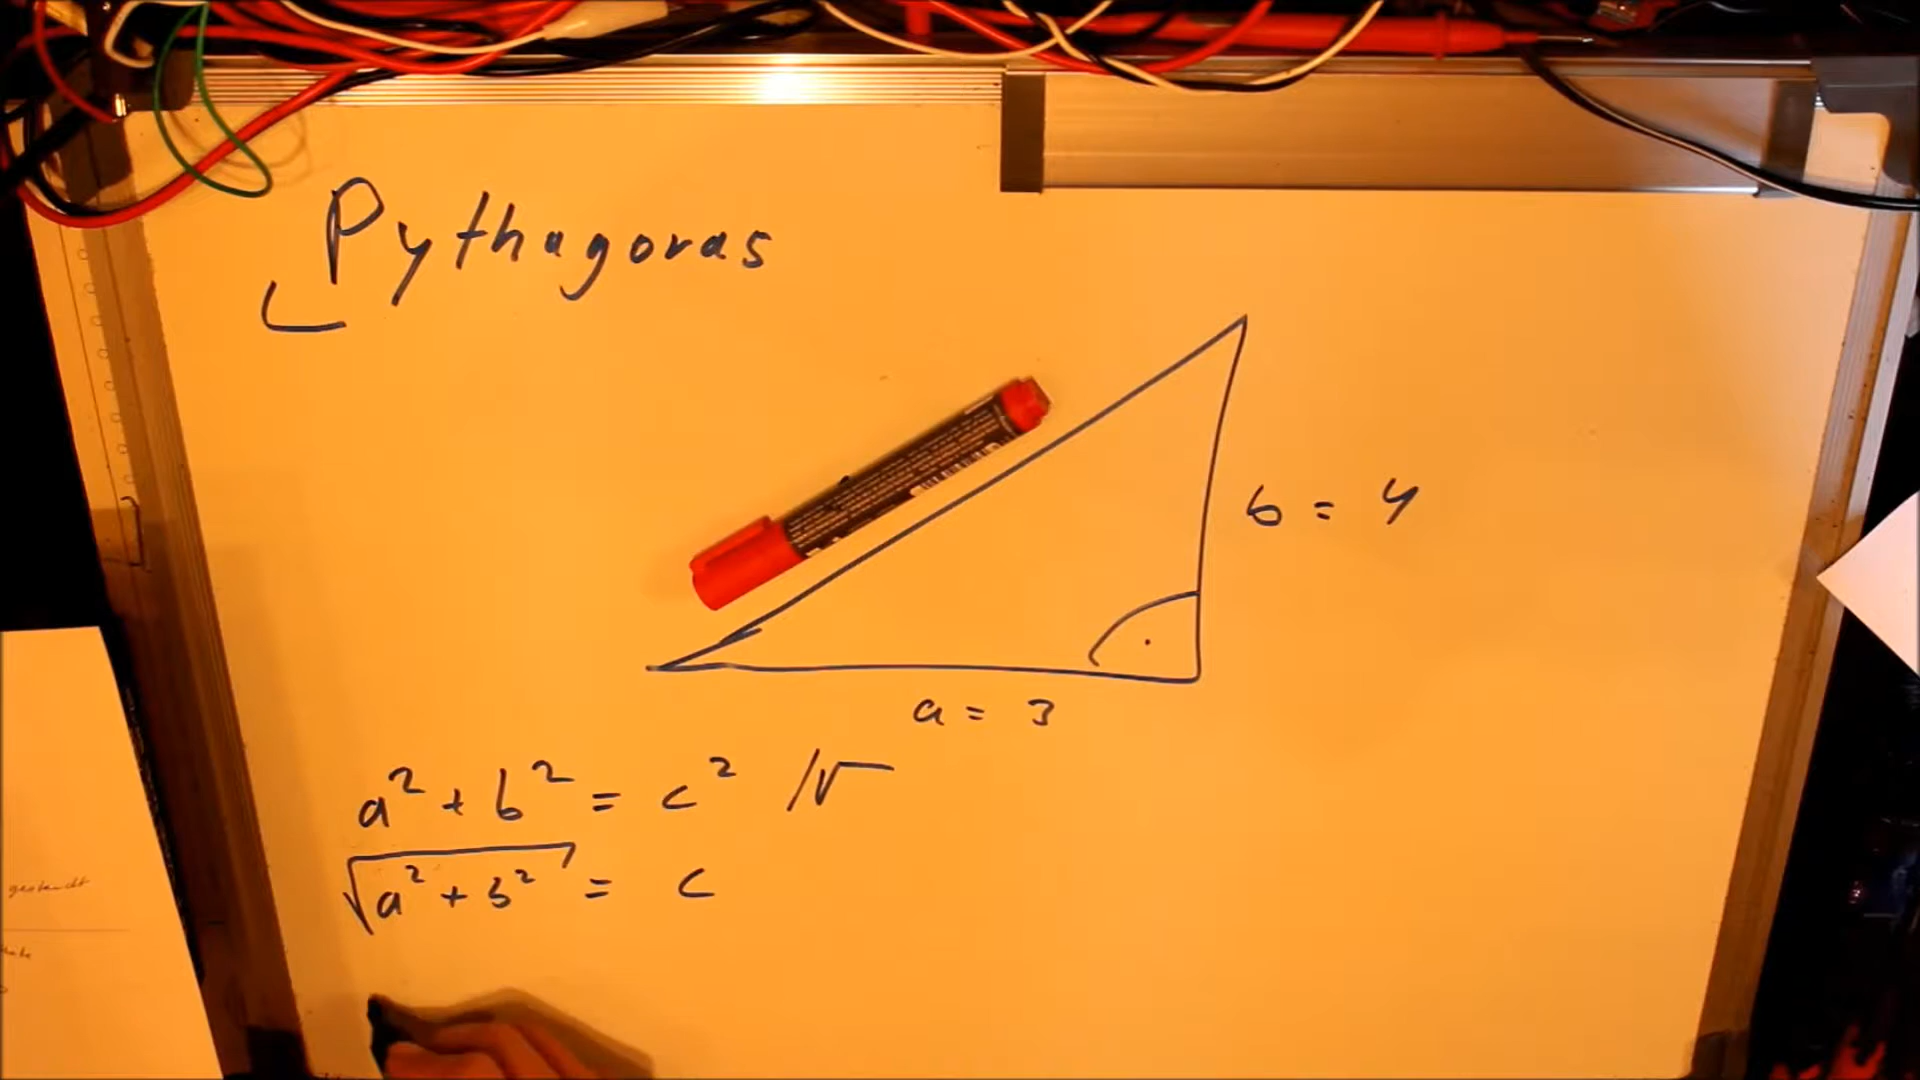 Pythagoras
b = 4
a = 3
a² + b² = c² /√
√a² + b² = c